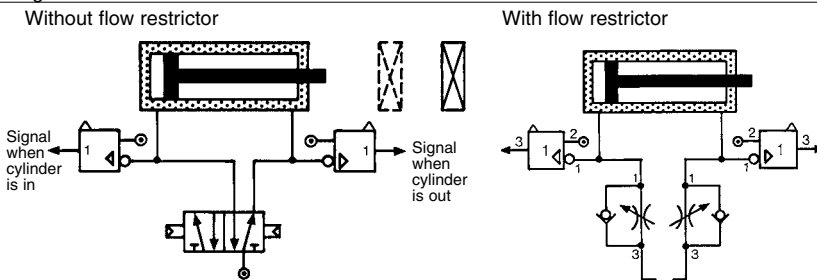 Without flow restrictor
With flow restrictor
Signal
when
cylinder
is in
1
1
Signal
when
cylinder
is out
3
2
1
1
2
1
3
1
1
1
3
3